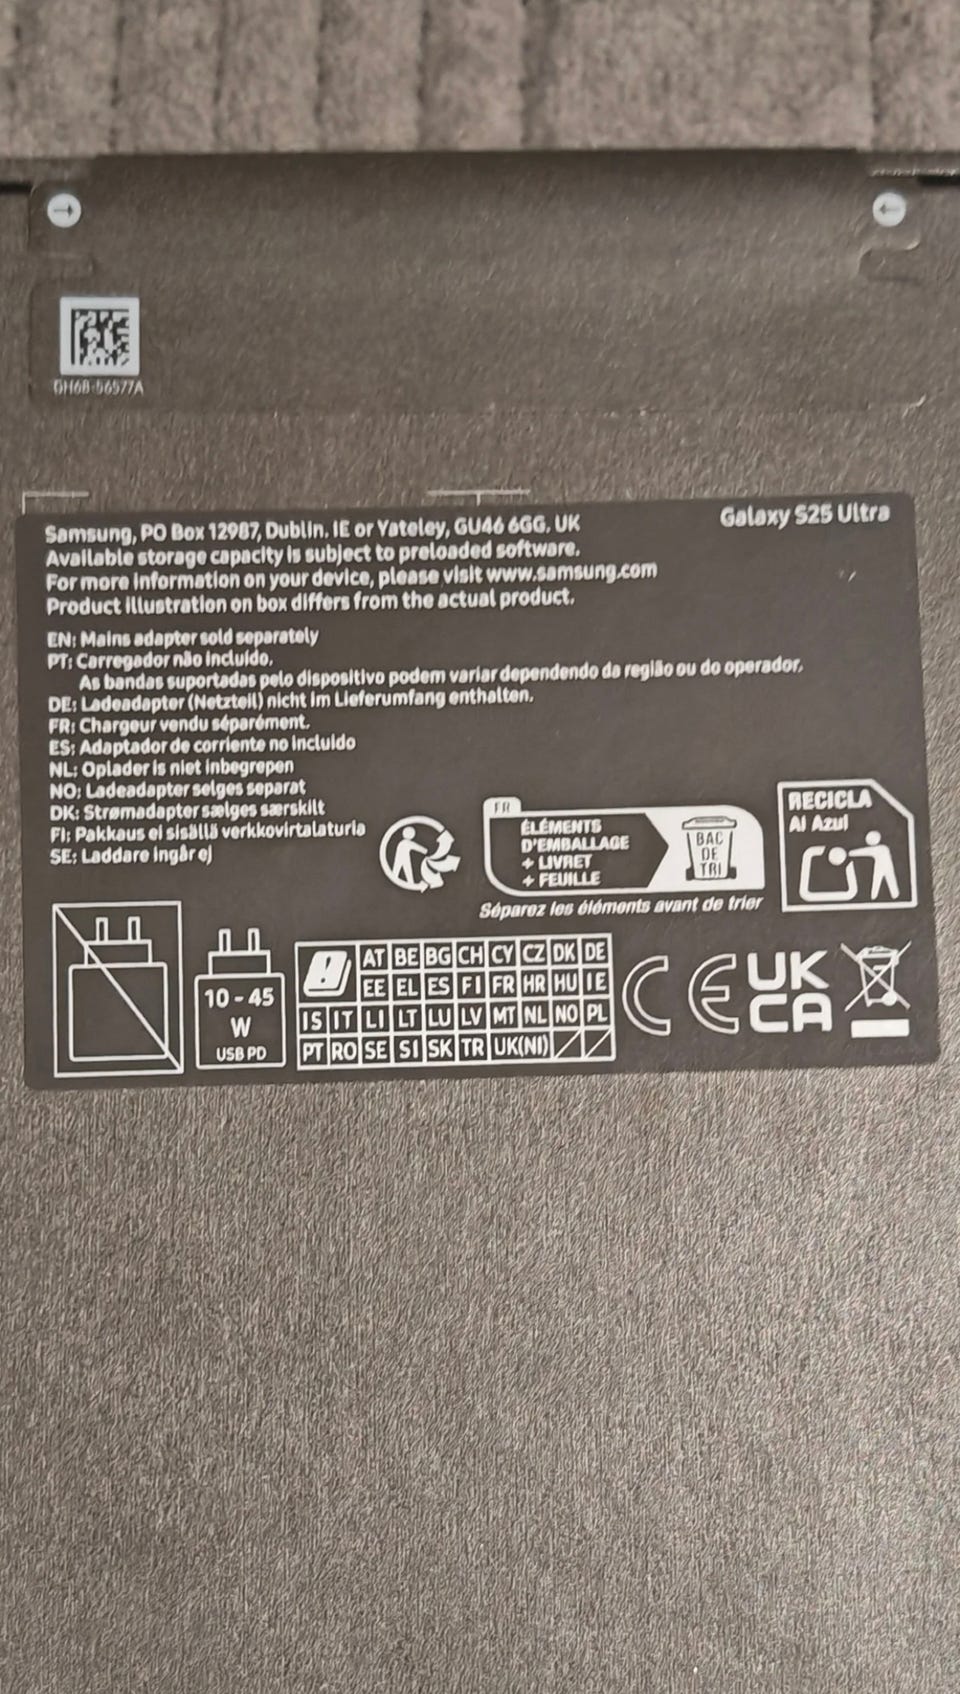 GH68-56577A
Samsung, PO Box 12987, Dublin. IE or Yateley, GU46 6GG. UK
Galaxy S25 Ultra
Available storage capacity is subject to preloaded software.
For more information on your device, please visit www.samsung.com
Product illustration on box differs from the actual product.
EN: Mains adapter sold separately
PT: Carregador não incluído.
As bandas suportadas pelo dispositivo podem variar dependendo da região ou do operador.
DE: Ladeadapter (Netzteil) nicht im Lieferumfang enthalten.
FR: Chargeur vendu séparément.
ES: Adaptador de corriente no incluido
NL: Oplader is niet inbegrepen
NO: Ladeadapter selges separat
DK: Strømadapter sælges særskilt
FI: Pakkaus ei sisällä verkkovirtalaturia
SE: Laddare ingår ej
FR
ÉLÉMENTS
D'EMBALLAGE
+ LIVRET
+ FEUILLE
BAC
DE
TRI
Séparez les éléments avant de trier
RECICLA
Al Azul
10 - 45
W
USB PD
AT BE BG CH CY CZ DK DE
EE EL ES FI FR HR HU IE
IS IT LI LT LU LV MT NL NO PL
PT RO SE SI SK TR UK(NI)
CE
UK
CA